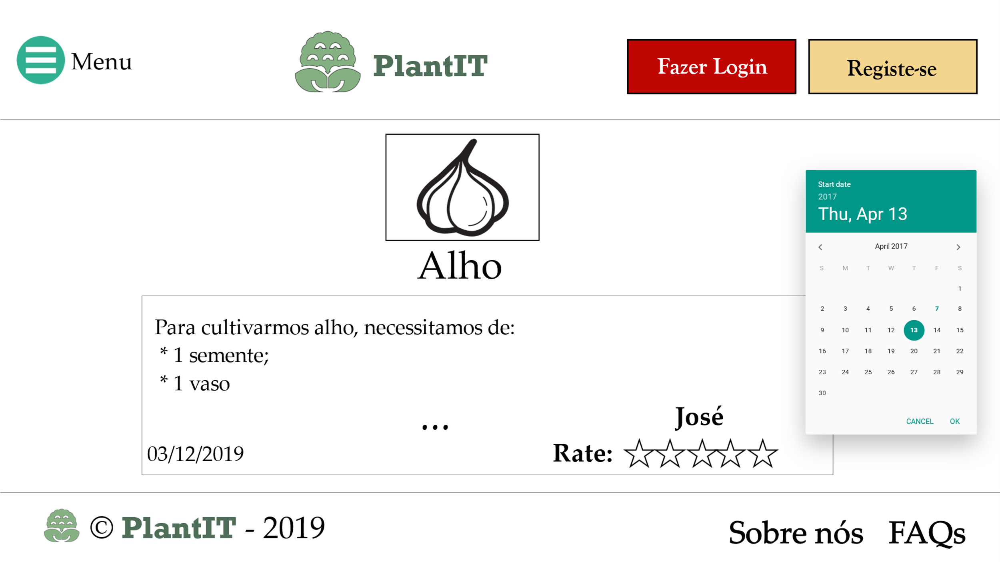 Menu
PlantIT
Fazer Login
Registe-se
Alho
Para cultivarmos alho, necessitamos de:
* 1 semente;
* 1 vaso
...
José
03/12/2019
Rate:
Start date
2017
Thu, Apr 13
April 2017
S M T W T F S
1
2 3 4 5 6 7 8
9 10 11 12 13 14 15
16 17 18 19 20 21 22
23 24 25 26 27 28 29
30
CANCEL OK
© PlantIT - 2019
Sobre nós FAQs